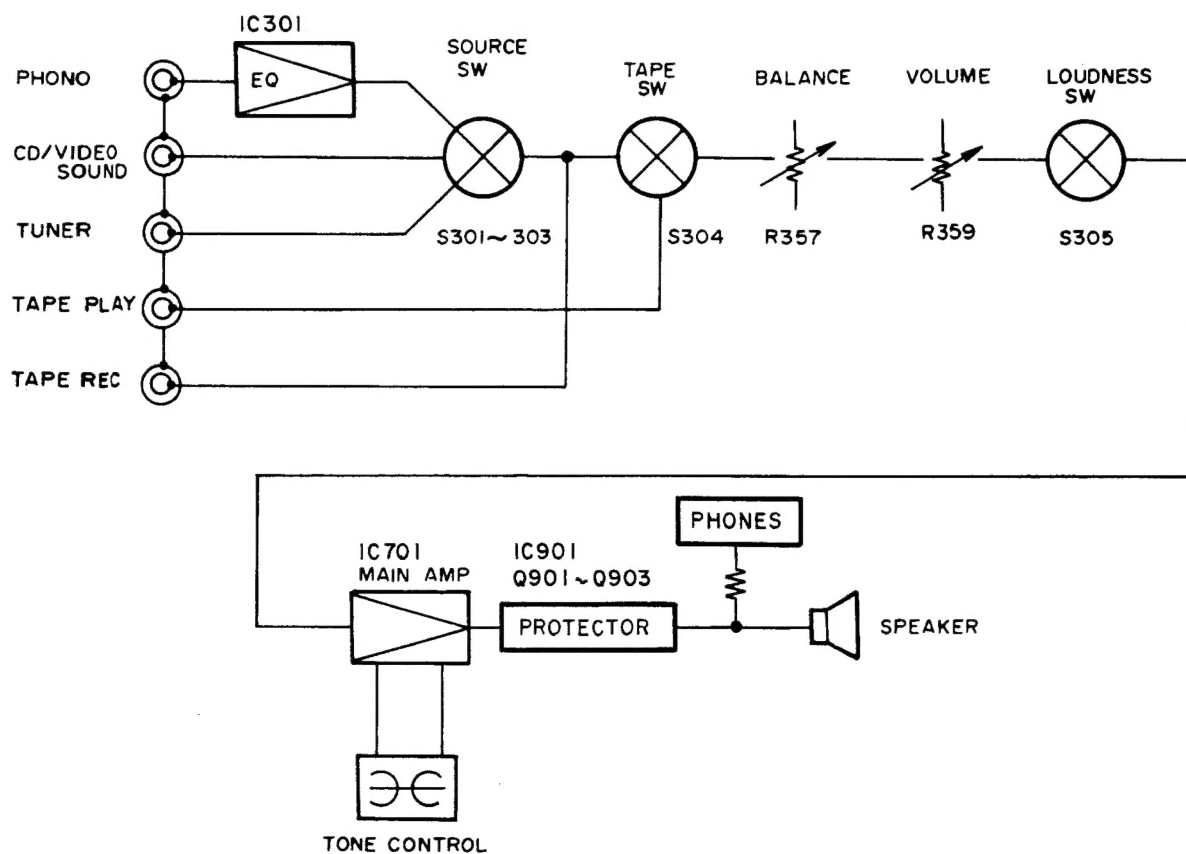 IC301
EQ
PHONO
CD/VIDEO
SOUND
TUNER
TAPE PLAY
TAPE REC
SOURCE
SW
S301~303
TAPE
SW
S304
BALANCE
R357
VOLUME
R359
LOUDNESS
SW
S305
IC701
MAIN AMP
IC901
Q901~Q903
PROTECTOR
PHONES
SPEAKER
TONE CONTROL